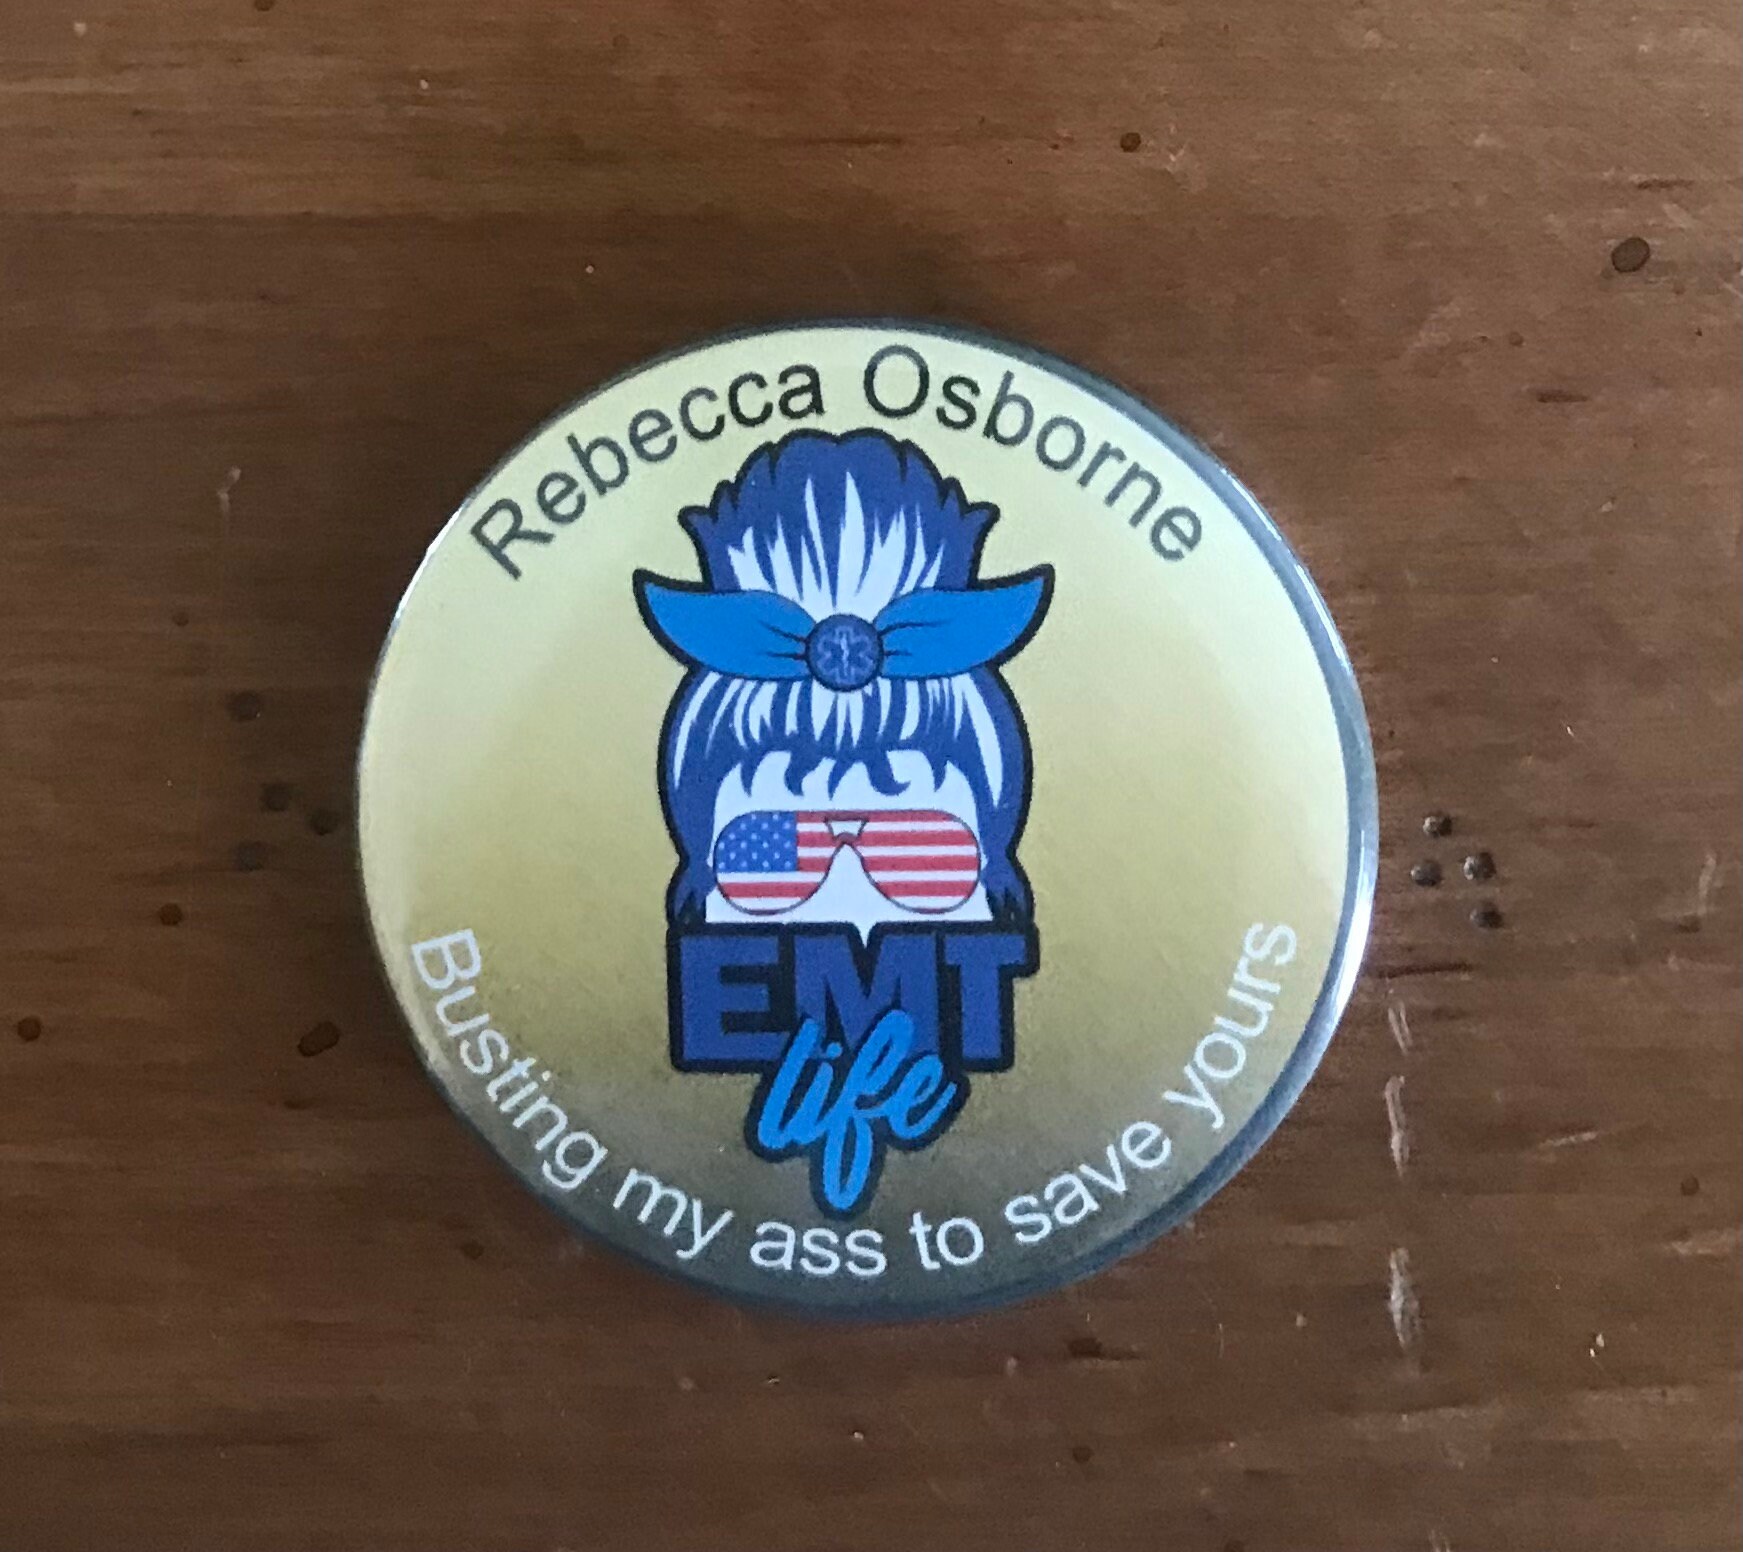 Rebecca Osborne
EMT
life
Busting my ass to save yours